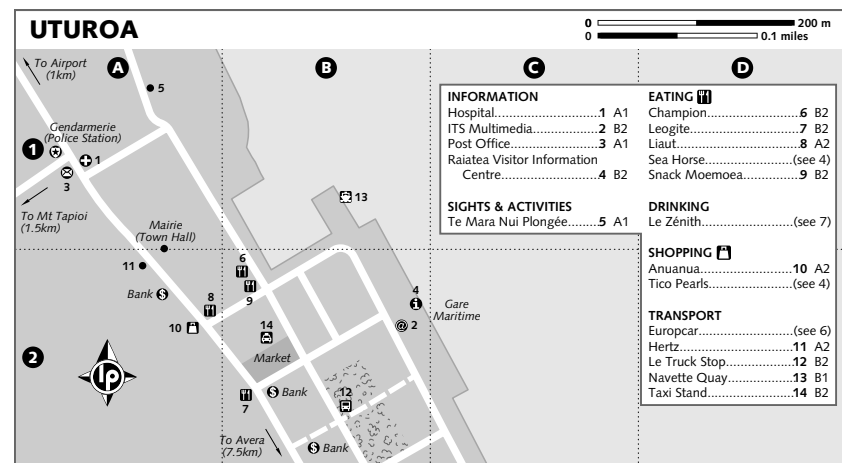 UTUROA
0 200 m
0 0.1 miles
A B C D
To Airport
(1km)
5
Gendarmerie
(Police Station)
1
1
3
To Mt Tapioi
(1.5km)
13
Mairie
(Town Hall)
11
6
Bank $
8
9
4
Gare
Maritime
10
14
@ 2
2
Market
lp
7
$ Bank
12
To Avera
(7.5km)
$ Bank
INFORMATION
Hospital..........................1 A1
ITS Multimedia................2 B2
Post Office......................3 A1
Raiatea Visitor Information
Centre..........................4 B2
SIGHTS & ACTIVITIES
Te Mara Nui Plongée........5 A1
EATING
Champion.........................6 B2
Leogite............................7 B2
Liaut................................8 A2
Sea Horse....................(see 4)
Snack Moemoea................9 B2
DRINKING
Le Zénith.....................(see 7)
SHOPPING
Anuanua.........................10 A2
Tico Pearls...................(see 4)
TRANSPORT
Europcar......................(see 6)
Hertz..............................11 A2
Le Truck Stop..................12 B2
Navette Quay..................13 B1
Taxi Stand......................14 B2